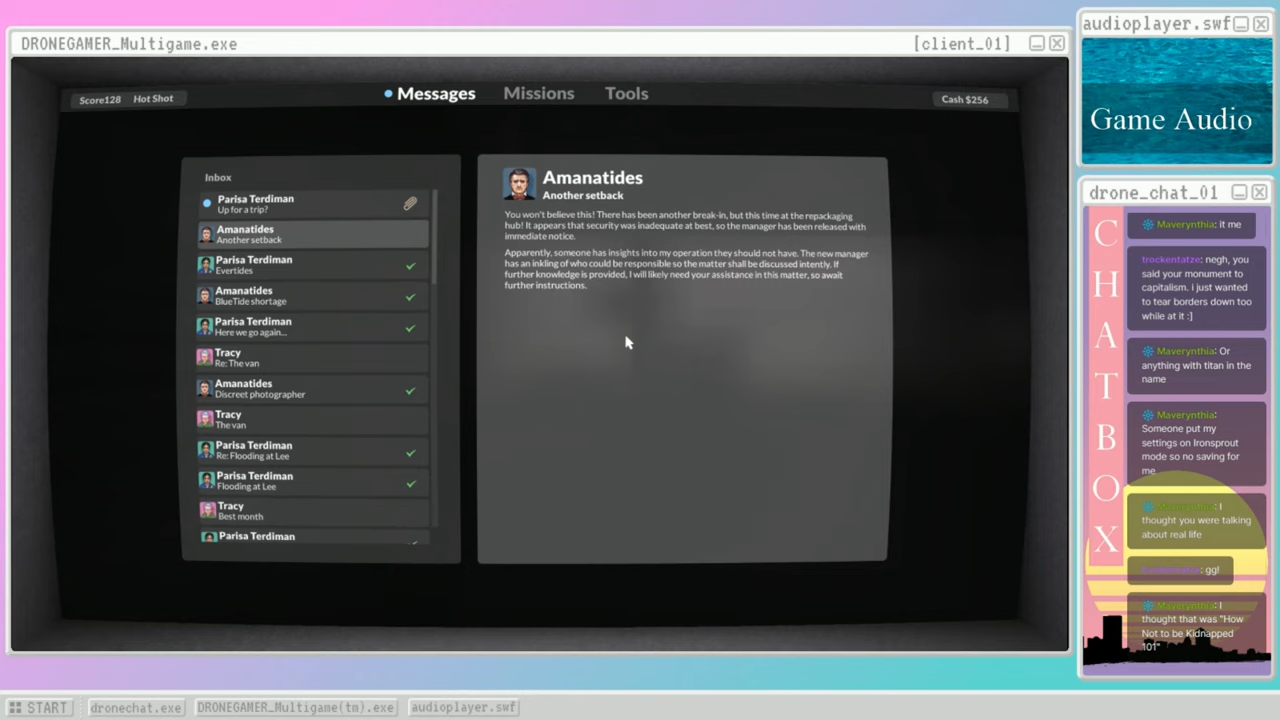 DRONEGAMER_Multigame.exe
[client_01]
Score128 Hot Shot
Messages
Missions
Tools
Cash $256
Inbox
Parisa Terdiman
Up for a trip?
Amanatides
Another setback
Parisa Terdiman
Evertides
Amanatides
BlueTide shortage
Parisa Terdiman
Here we go again...
Tracy
Re: The van
Amanatides
Discreet photographer
Tracy
The van
Parisa Terdiman
Re: Flooding at Lee
Parisa Terdiman
Flooding at Lee
Tracy
Best month
Parisa Terdiman
Amanatides
Another setback
You won't believe this! There has been another break-in, but this time at the repackaging
hub! It appears that security was inadequate at best, so the manager has been released with
immediate notice.
Apparently, someone has insights into my operation they should not have. The new manager
has an inkling of who could be responsible so the matter shall be discussed intently. If
further knowledge is provided, I will likely need your assistance in this matter, so await
further instructions.
audioplayer.swf
Game Audio
drone_chat_01
CHATBOX
Maverynthia: it me
trockentatze: negh, you
said your monument to
capitalism. i just wanted
to tear borders down too
while at it :]
Maverynthia: Or
anything with titan in the
name
Maverynthia:
Someone put my
settings on Ironsprout
mode so no saving for
me
Maverynthia: I
thought you were talking
about real life
: ggl
Maverynthia: I
thought that was "How
Not to be Kidnapped
101"
START
dronechat.exe
DRONEGAMER_Multigame(tm).exe
audioplayer.swf